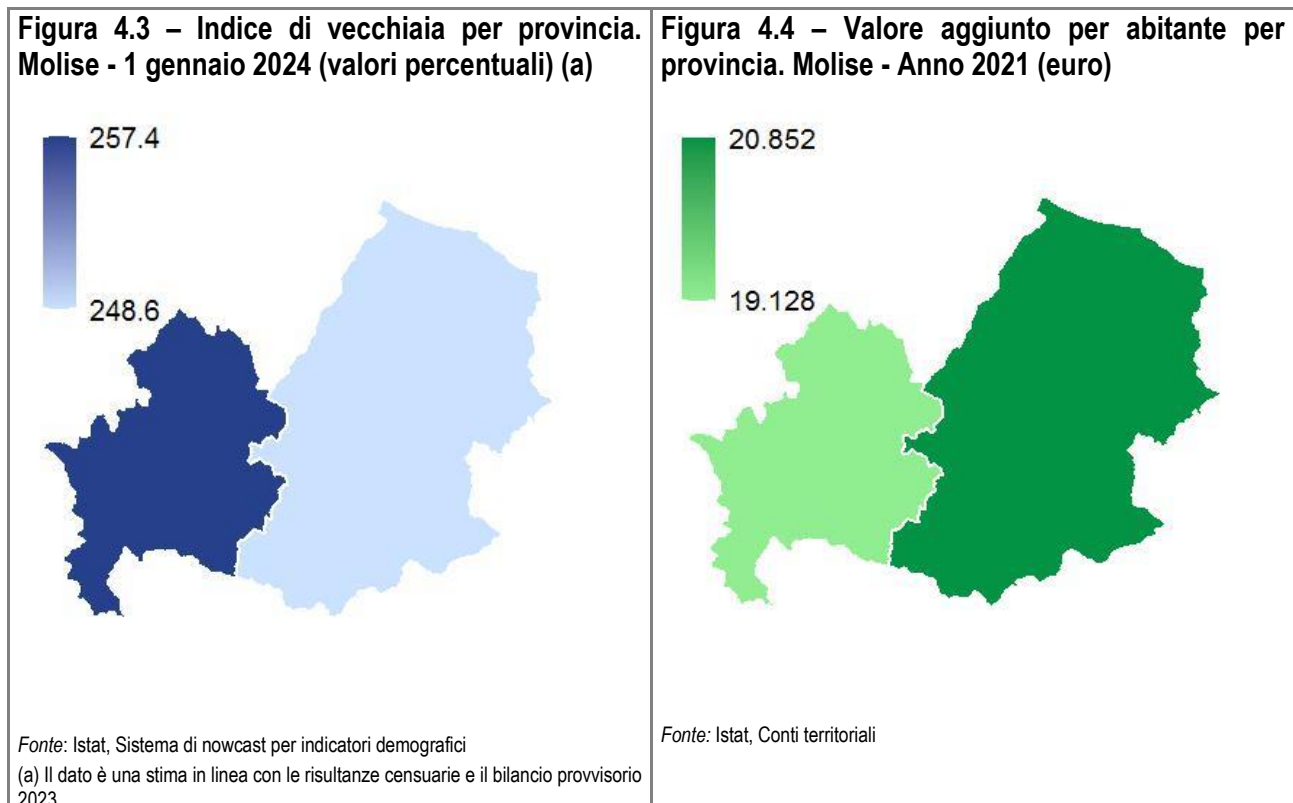 Figura 4.3 – Indice di vecchiaia per provincia.
Molise - 1 gennaio 2024 (valori percentuali) (a)
257.4
248.6
Fonte: Istat, Sistema di nowcast per indicatori demografici
(a) Il dato è una stima in linea con le risultanze censuarie e il bilancio provvisorio
2023
Figura 4.4 – Valore aggiunto per abitante per
provincia. Molise - Anno 2021 (euro)
20.852
19.128
Fonte: Istat, Conti territoriali